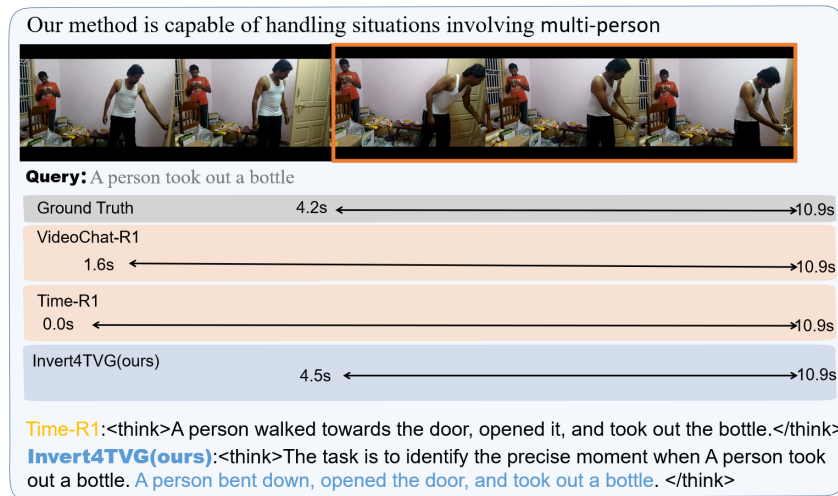 Our method is capable of handling situations involving multi-person
Query: A person took out a bottle
Ground Truth 4.2s 10.9s
VideoChat-R1
1.6s 10.9s
Time-R1
0.0s 10.9s
Invert4TVG(ours)
4.5s 10.9s
Time-R1:<think>A person walked towards the door, opened it, and took out the bottle.</think>
Invert4TVG(ours):<think>The task is to identify the precise moment when A person took
out a bottle. A person bent down, opened the door, and took out a bottle. </think>